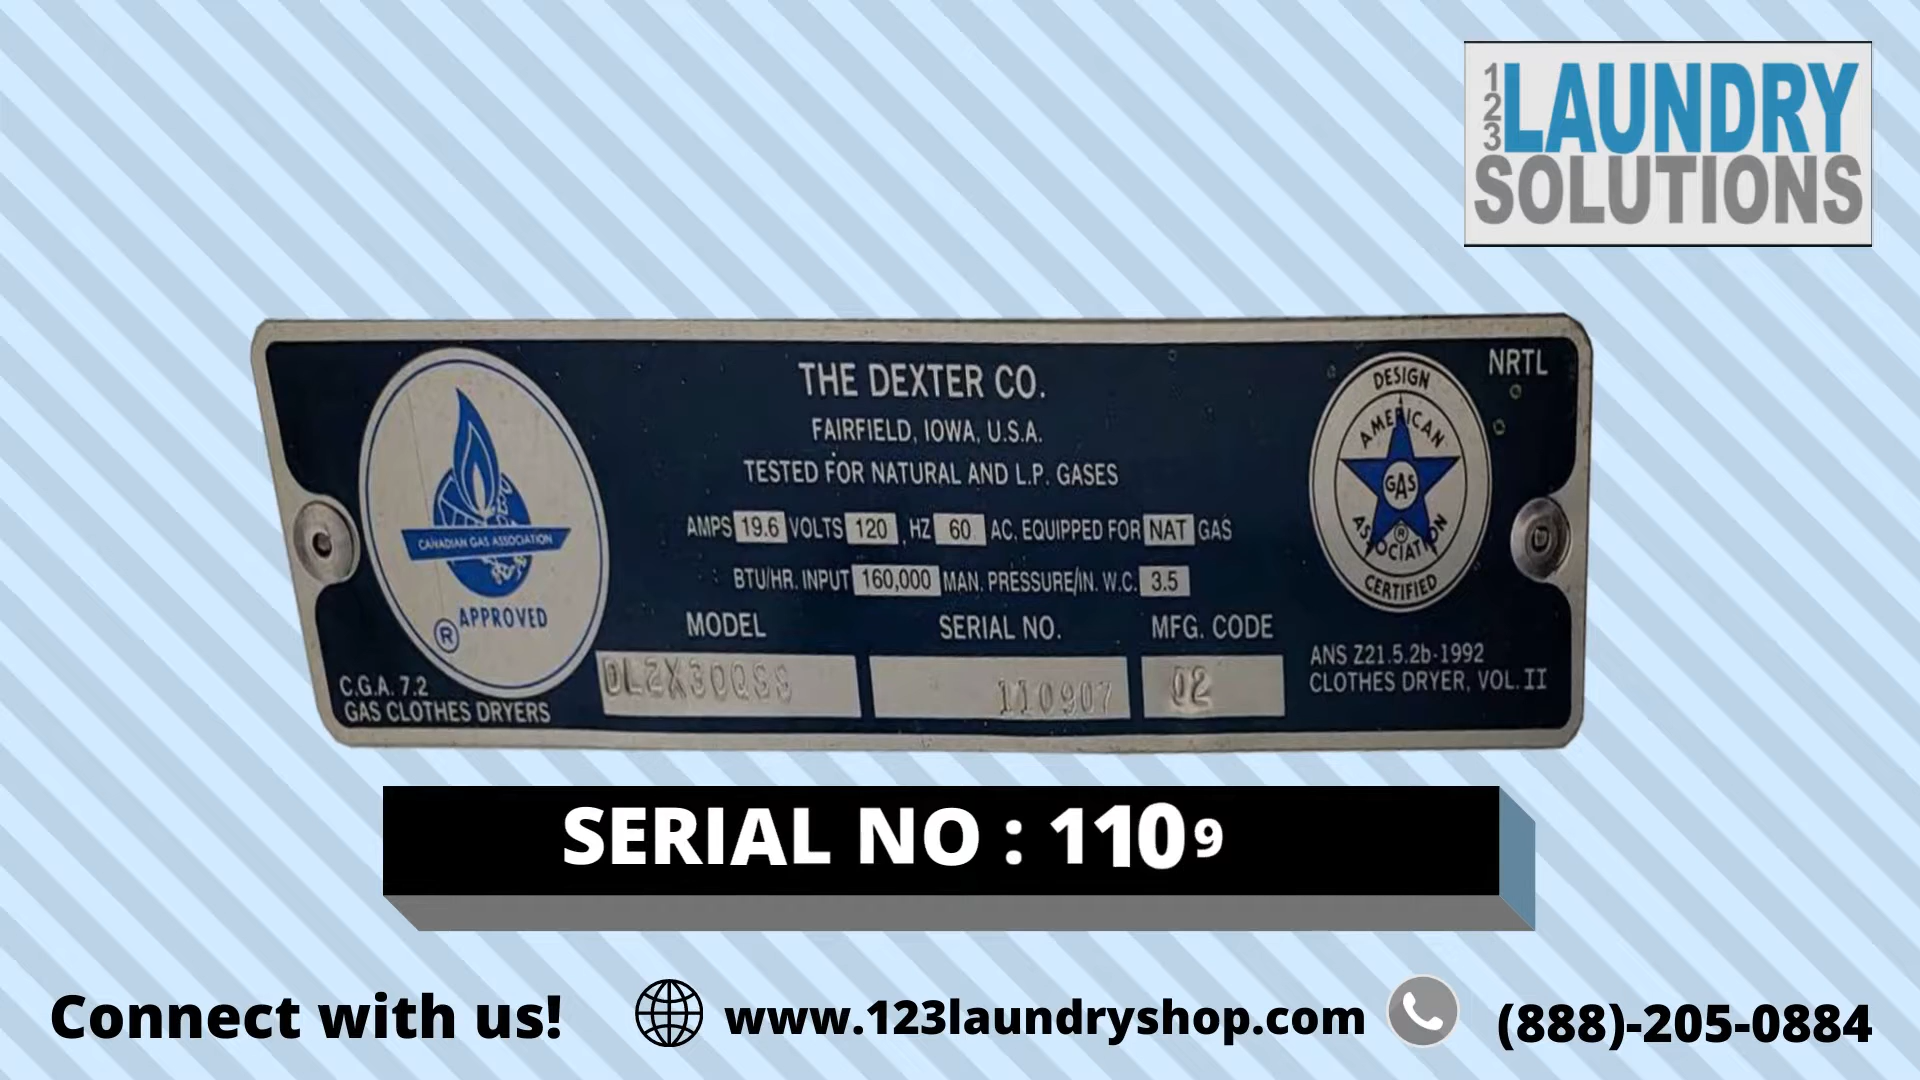 123 LAUNDRY
SOLUTIONS
THE DEXTER CO.
FAIRFIELD, IOWA, U.S.A.
TESTED FOR NATURAL AND L.P. GASES
AMPS 19.6 VOLTS 120 , HZ 60 AC, EQUIPPED FOR NAT GAS
BTU/HR. INPUT 160,000 MAN. PRESSURE/IN. W.C. 3.5
MODEL SERIAL NO. MFG. CODE
DL2X30QSS 110907 02
CANADIAN GAS ASSOCIATION
® APPROVED
C.G.A. 7.2
GAS CLOTHES DRYERS
NRTL
DESIGN
AMERICAN
GAS
ASSOCIATION
®
CERTIFIED
ANS Z21.5.2b-1992
CLOTHES DRYER, VOL. II
SERIAL NO : 1109
Connect with us! www.123laundryshop.com (888)-205-0884